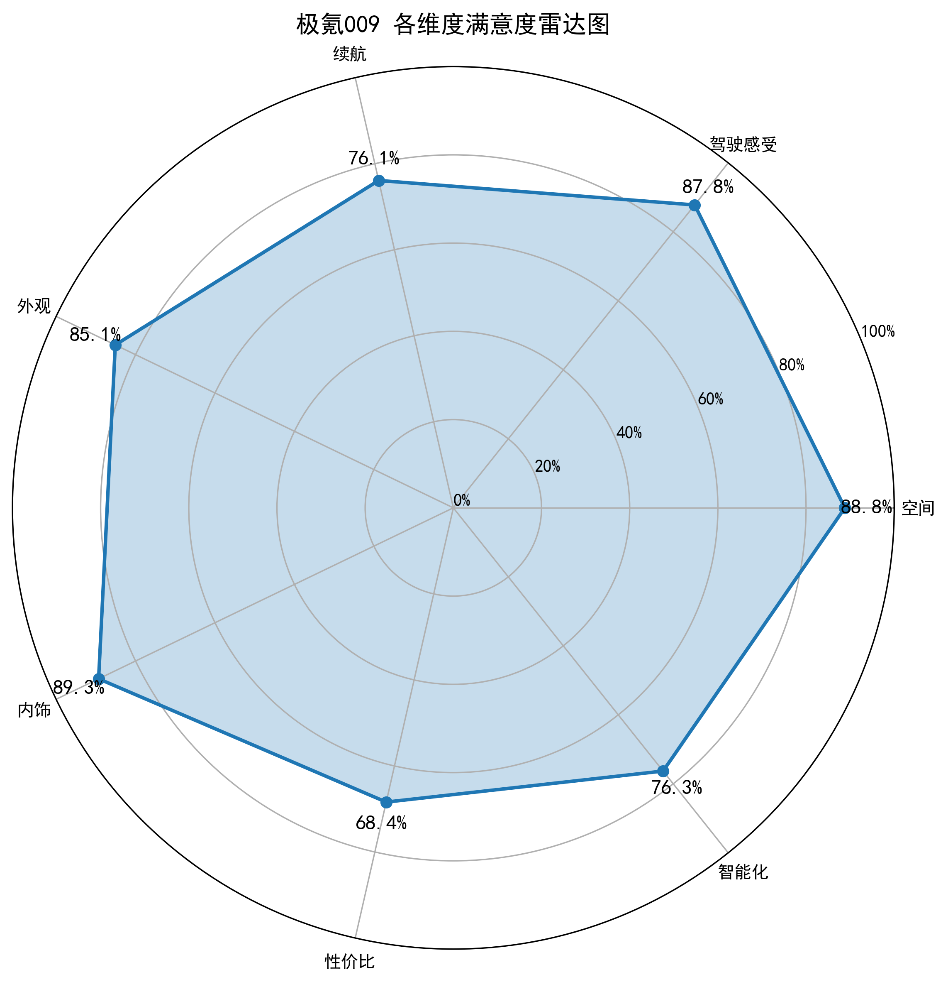 极氪009 各维度满意度雷达图
续航
驾驶感受
76.1%
87.8%
外观
85.1%
100%
80%
60%
40%
20%
0%
88.8%
空间
89.3%
内饰
76.3%
68.4%
智能化
性价比